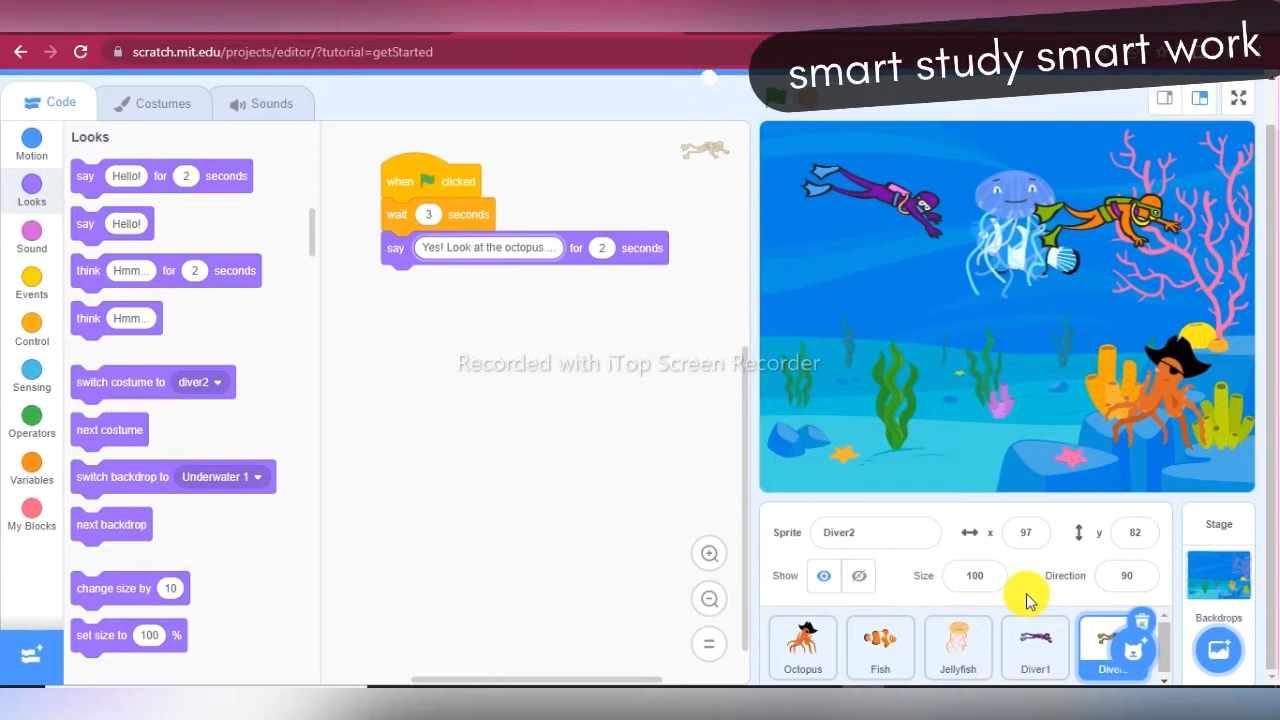 smart study smart work
scratch.mit.edu/projects/editor/?tutorial=getStarted
Code
Costumes
Sounds
Motion
Looks
Sound
Events
Control
Sensing
Operators
Variables
My Blocks
Looks
say Hello! for 2 seconds
say Hello!
think Hmm... for 2 seconds
think Hmm...
switch costume to diver2
next costume
switch backdrop to Underwater 1
next backdrop
change size by 10
set size to 100 %
when clicked
wait 3 seconds
say Yes! Look at the octopus.... for 2 seconds
Recorded with iTop Screen Recorder
Sprite Diver2 x 97 y 82
Show Size 100 Direction 90
Octopus
Fish
Jellyfish
Diver1
Stage
Backdrops